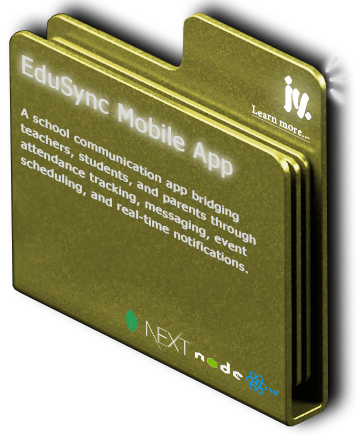 EduSync Mobile App
Learn more...
A school communication app bridging
teachers, students, and parents through
attendance tracking, messaging, event
scheduling, and real-time notifications.
NEXT
node